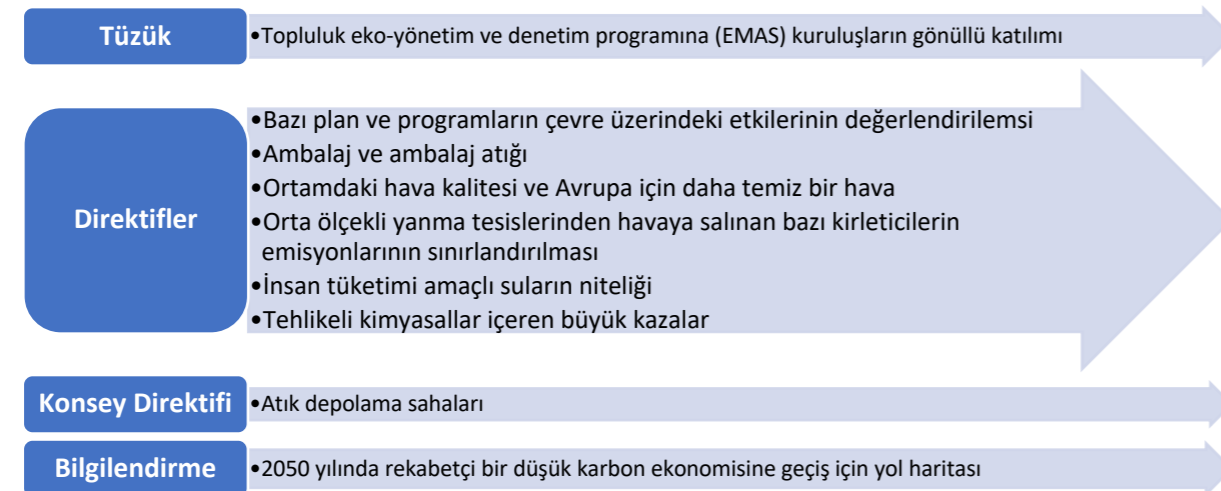 Tüzük
•Topluluk eko-yönetim ve denetim programına (EMAS) kuruluşların gönüllü katılımı
Direktifler
•Bazı plan ve programların çevre üzerindeki etkilerinin değerlendirilemsi
•Ambalaj ve ambalaj atığı
•Ortamdaki hava kalitesi ve Avrupa için daha temiz bir hava
•Orta ölçekli yanma tesislerinden havaya salınan bazı kirleticilerin
emisyonlarının sınırlandırılması
•İnsan tüketimi amaçlı suların niteliği
•Tehlikeli kimyasallar içeren büyük kazalar
Konsey Direktifi
•Atık depolama sahaları
Bilgilendirme
•2050 yılında rekabetçi bir düşük karbon ekonomisine geçiş için yol haritası